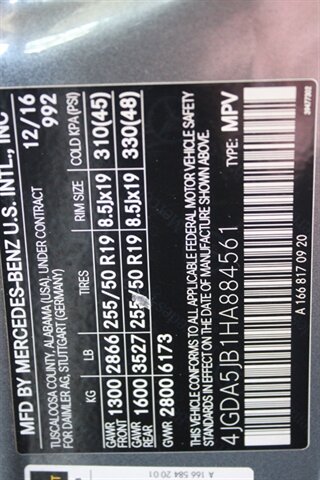 MFD BY MERCEDES-BENZ U.S. INTL., INC
TUSCALOOSA COUNTY, ALABAMA (USA) UNDER CONTRACT
FOR DAIMLER AG, STUTTGART (GERMANY)
12/16
992
KG LB TIRES RIM SIZE COLD KPA (PSI)
GAWR FRONT 1300 2866 255/50 R19 8.5Jx19 310(45)
GAWR REAR 1600 3527 255/50 R19 8.5Jx19 330(48)
GVWR 2800 6173
THIS VEHICLE CONFORMS TO ALL APPLICABLE FEDERAL MOTOR VEHICLE SAFETY
STANDARDS IN EFFECT ON THE DATE OF MANUFACTURE SHOWN ABOVE.
TYPE: MPV
4JGDA5JB1HA884561
A 166 817 09 20
A 166 584 20 01